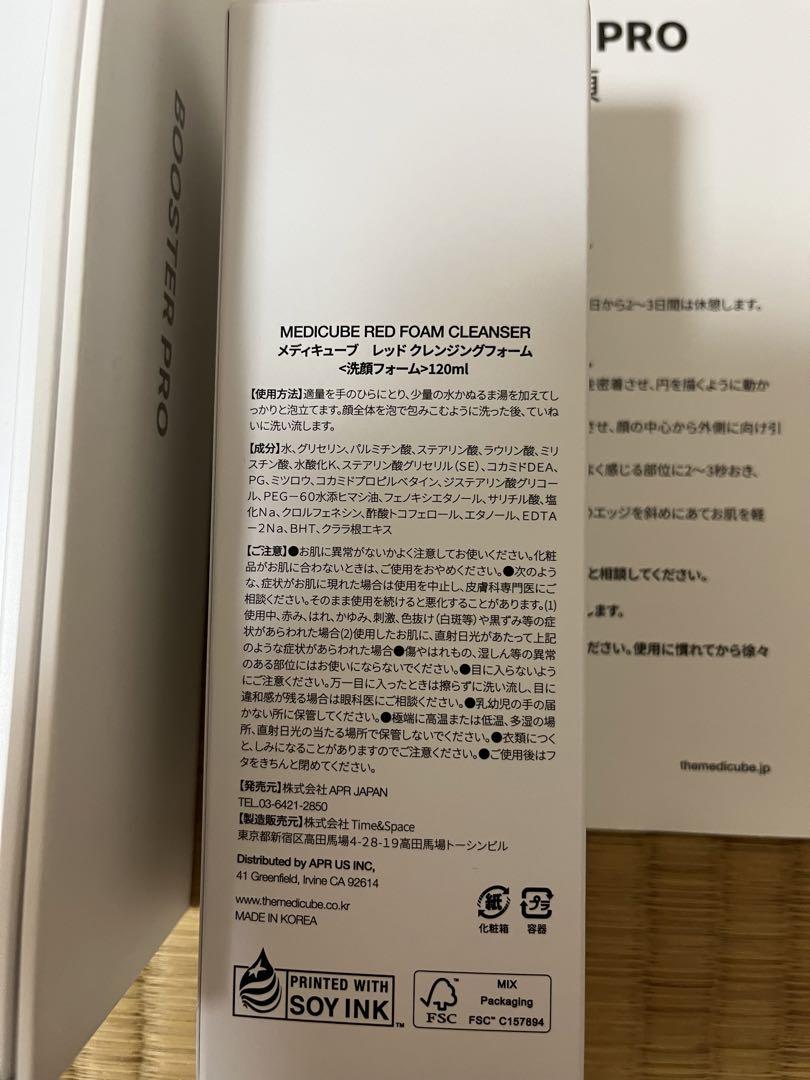 BOOSTER PRO
MEDICUBE RED FOAM CLEANSER
メディキューブ　レッド クレンジングフォーム
<洗顔フォーム>120ml
【使用方法】適量を手のひらにとり、少量の水かぬるま湯を加えてし
っかりと泡立てます。顔全体を泡で包みこむように洗った後、ていね
いに洗い流します。
【成分】水、グリセリン、パルミチン酸、ステアリン酸、ラウリン酸、ミリ
スチン酸、水酸化K、ステアリン酸グリセリル（SE）、コカミドDEA、
PG、ミツロウ、コカミドプロピルベタイン、ジステアリン酸グリコー
ル、PEG－60水添ヒマシ油、フェノキシエタノール、サリチル酸、塩
化Na、クロルフェネシン、酢酸トコフェロール、エタノール、EDTA
－2Na、BHT、クララ根エキス
【ご注意】●お肌に異常がないかよく注意してお使いください。化粧
品がお肌に合わないときは、ご使用をおやめください。●次のよう
な、症状がお肌に現れた場合は使用を中止し、皮膚科専門医にご
相談ください。そのまま使用を続けると悪化することがあります。(1)
使用中、赤み、はれ、かゆみ、刺激、色抜け(白斑等)や黒ずみ等の症
状があらわれた場合(2)使用したお肌に、直射日光があたって上記
のような症状があらわれた場合●傷やはれもの、湿しん等の異常
のある部位にはお使いにならないでください。●目に入らないよう
にご注意ください。万一目に入ったときは擦らずに洗い流し、目に
違和感が残る場合は眼科医にご相談ください。●乳幼児の手の届
かない所に保管してください。●極端に高温または低温、多湿の場
所、直射日光の当たる場所で保管しないでください。●衣類につく
と、しみになることがありますのでご注意ください。●ご使用後はフ
タをきちんと閉めてください。
【発売元】株式会社 APR JAPAN
TEL.03-6421-2850
【製造販売元】株式会社 Time&Space
東京都新宿区高田馬場4-28-19高田馬場トーシンビル
Distributed by APR US INC,
41 Greenfield, Irvine CA 92614
www.themedicube.co.kr
MADE IN KOREA
紙
化粧箱
プラ
容器
PRINTED WITH
SOY INK
TM
FSC
MIX
Packaging
FSC™ C157894
PRO
日から2〜3日間は休憩します。
を密着させ、円を描くように動か
させ、顔の中心から外側に向け引
よく感じる部位に2〜3秒おき、
のエッジを斜めにあてお肌を軽
と相談してください。
します。
ださい。使用に慣れてから徐々
themedicube.jp